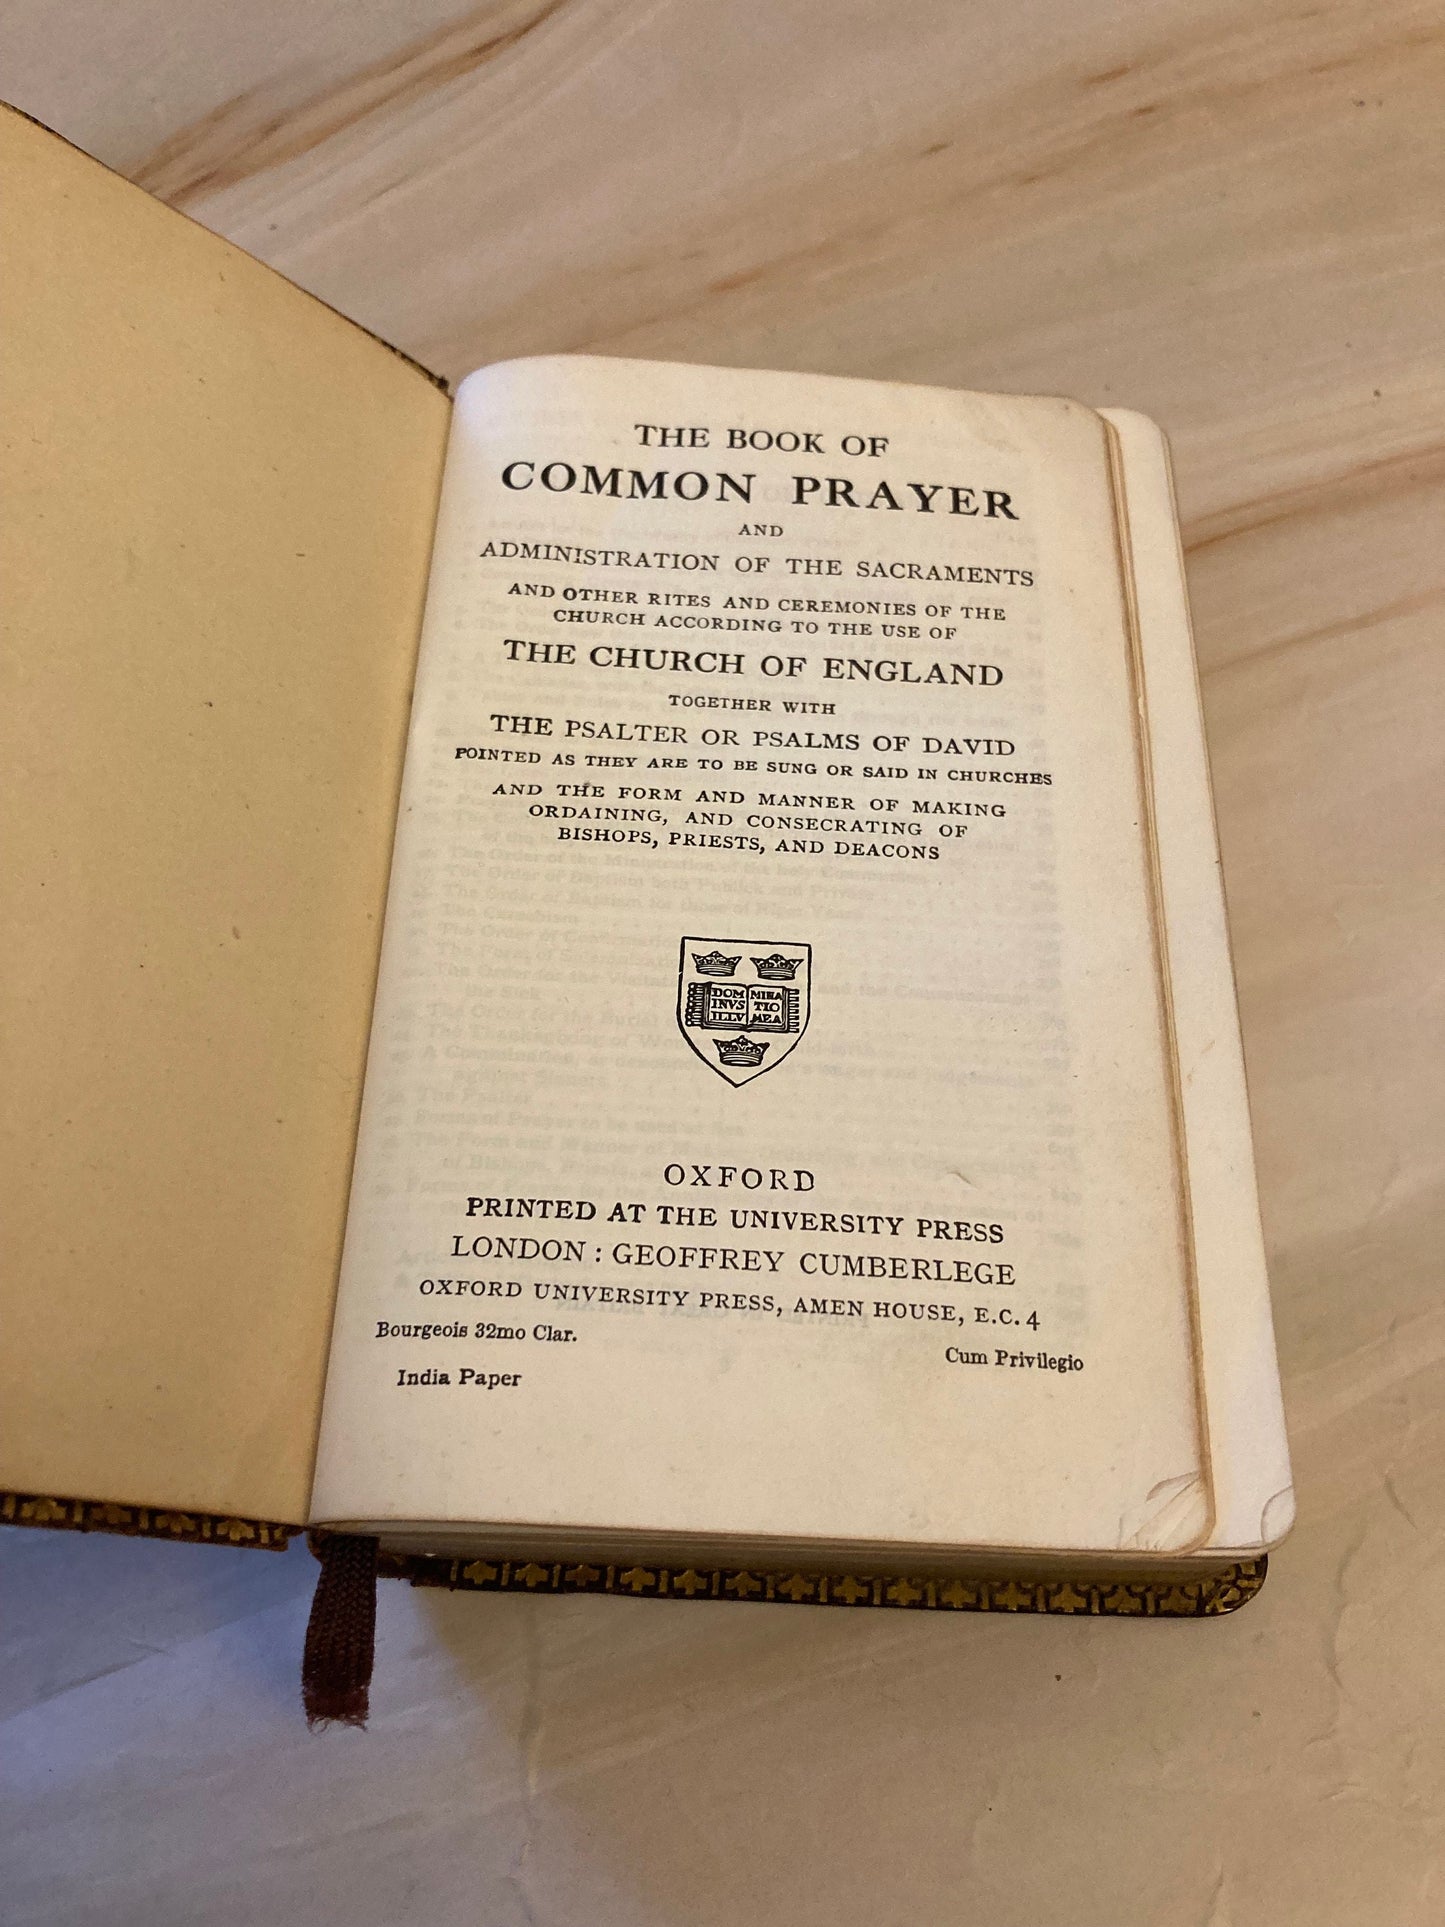 THE BOOK OF
COMMON PRAYER
AND
ADMINISTRATION OF THE SACRAMENTS
AND OTHER RITES AND CEREMONIES OF THE
CHURCH ACCORDING TO THE USE OF
THE CHURCH OF ENGLAND
TOGETHER WITH
THE PSALTER OR PSALMS OF DAVID
POINTED AS THEY ARE TO BE SUNG OR SAID IN CHURCHES
AND THE FORM AND MANNER OF MAKING
ORDAINING, AND CONSECRATING OF
BISHOPS, PRIESTS, AND DEACONS
DOM MINA
INVS TIO
ILLV MEA
OXFORD
PRINTED AT THE UNIVERSITY PRESS
LONDON : GEOFFREY CUMBERLEGE
OXFORD UNIVERSITY PRESS, AMEN HOUSE, E.C. 4
Bourgeois 32mo Clar.
Cum Privilegio
India Paper